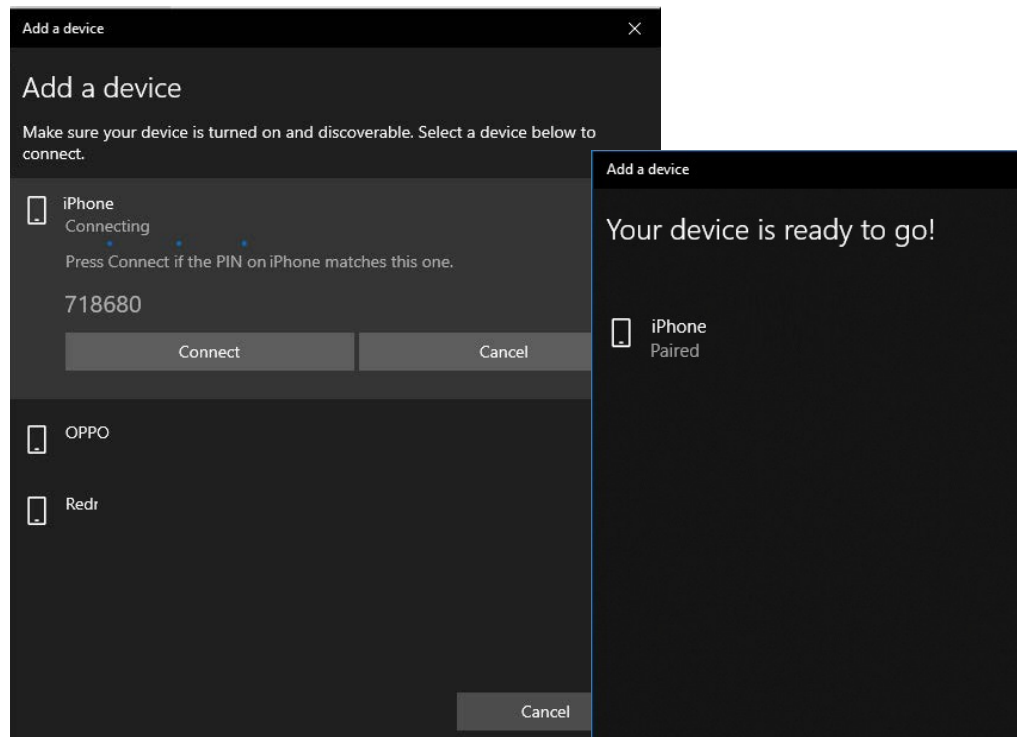 Add a device
Add a device
Make sure your device is turned on and discoverable. Select a device below to
connect.
iPhone
Connecting
Press Connect if the PIN on iPhone matches this one.
718680
Connect
Cancel
OPPO
Redr
Cancel
Add a device
Your device is ready to go!
iPhone
Paired